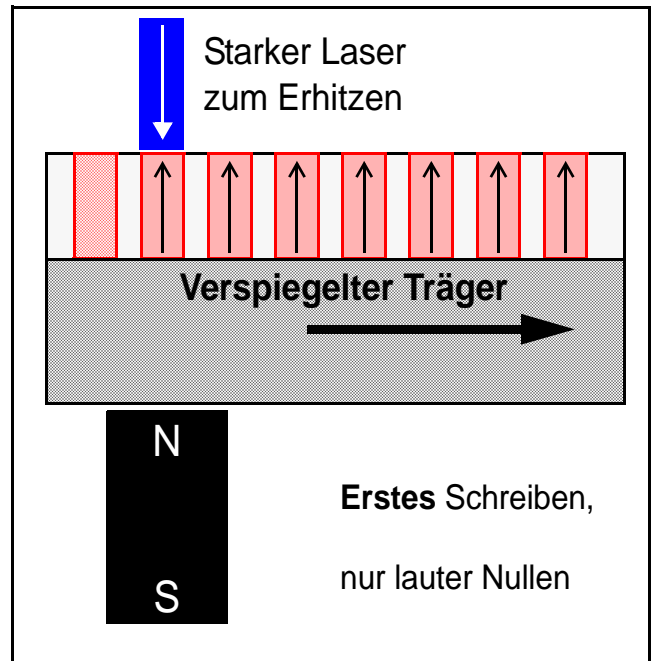 Starker Laser
zum Erhitzen
Verspiegelter Träger
N
S
Erstes Schreiben,
nur lauter Nullen